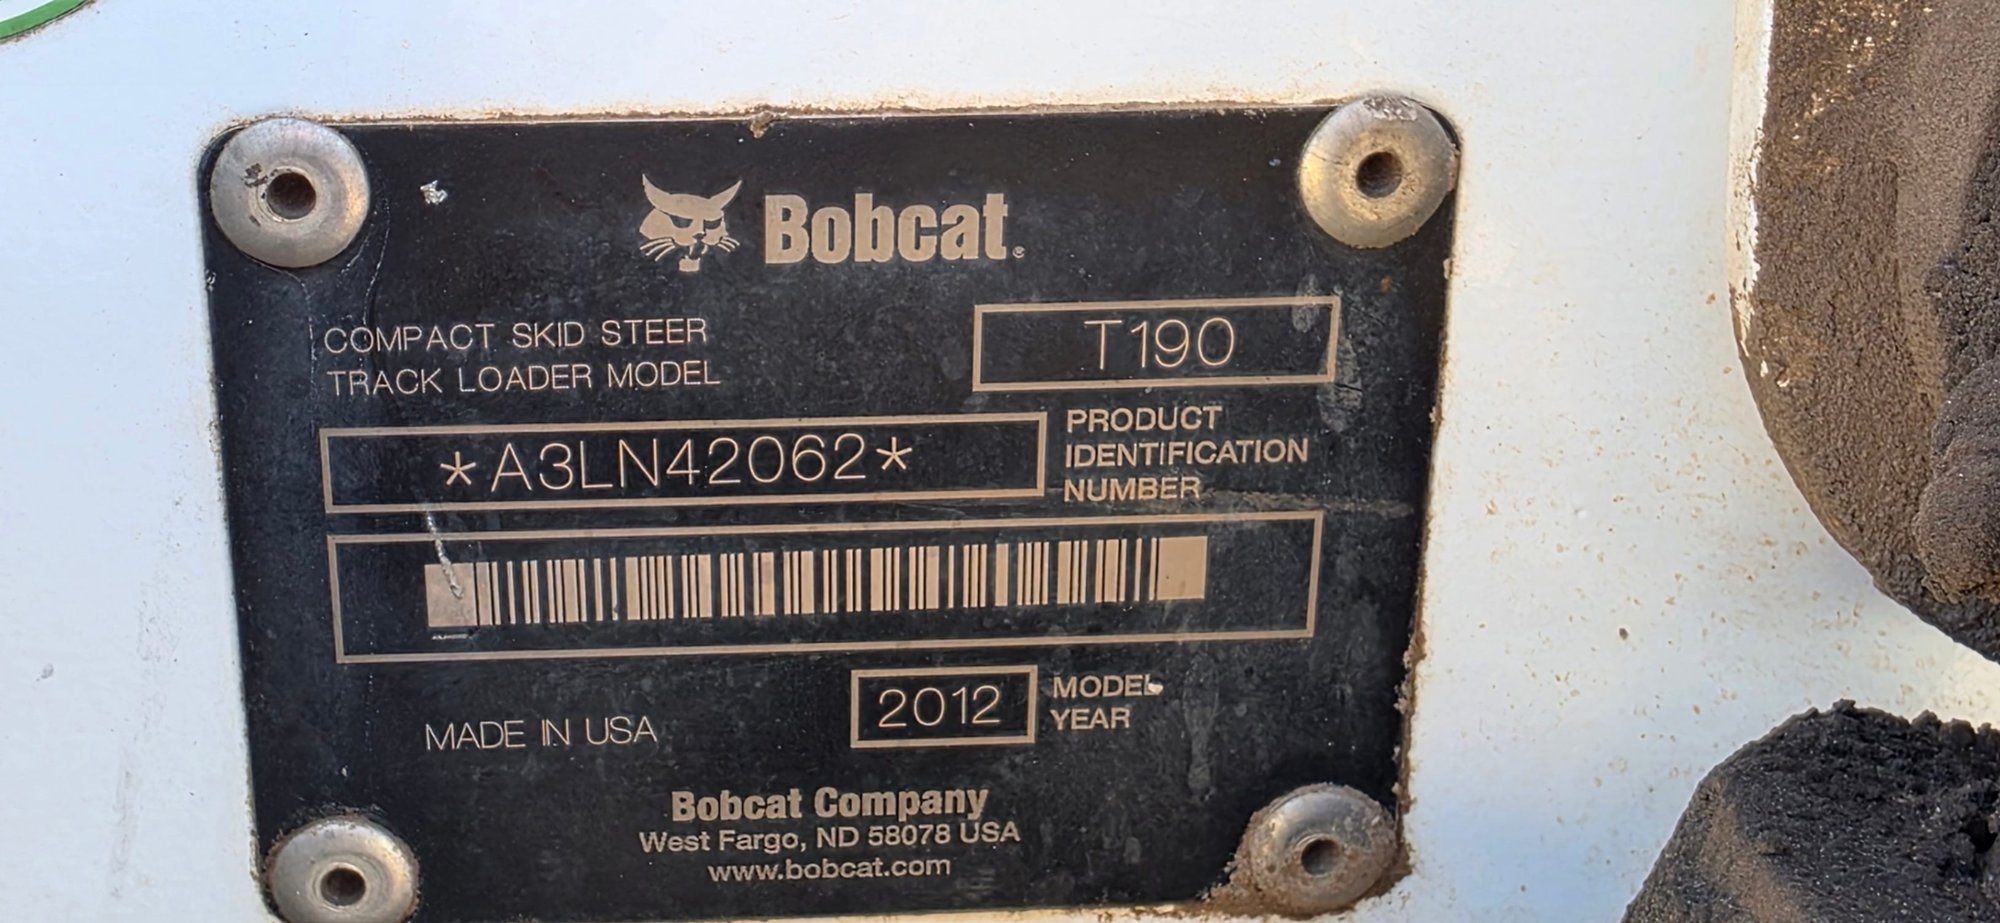 Bobcat®
COMPACT SKID STEER
TRACK LOADER MODEL
T190
*A3LN42062*
PRODUCT
IDENTIFICATION
NUMBER
MADE IN USA
2012
MODEL
YEAR
Bobcat Company
West Fargo, ND 58078 USA
www.bobcat.com